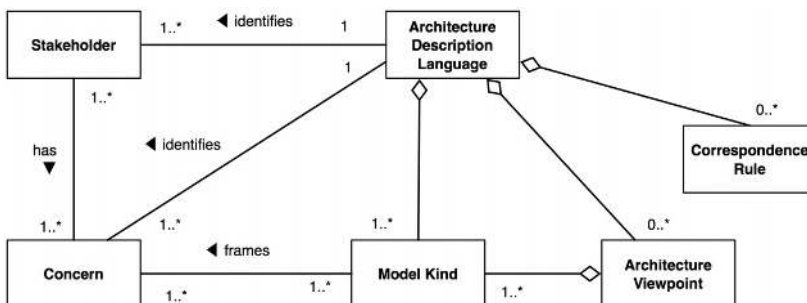 1..*
◀ identifies
1
Architecture
Description
Language
Stakeholder
1
1..*
0..*
has
▼
◀ identifies
Correspondence
Rule
1..*
1..*
1..*
0..*
◀ frames
Concern
Model Kind
Architecture
Viewpoint
1..*
1..*
1..*